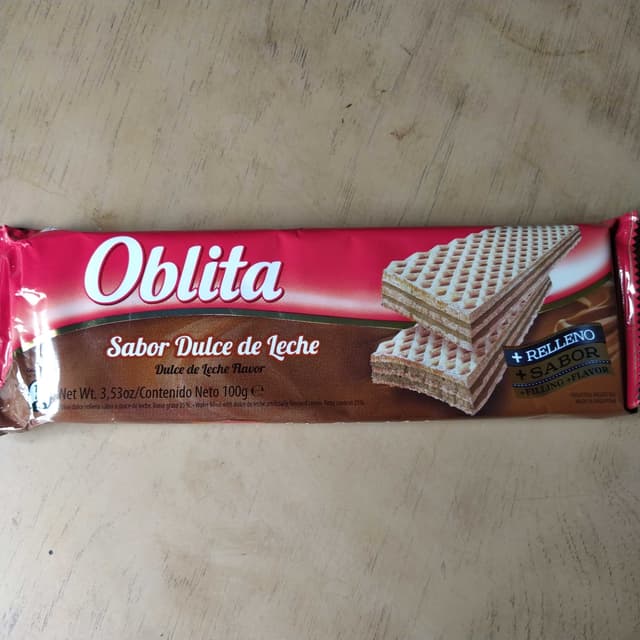 Oblita
Sabor Dulce de Leche
Dulce de Leche Flavor
Net Wt. 3,53oz/Contenido Neto 100g ℮
+ RELLENO
+ SABOR
+FILLING +FLAVOR